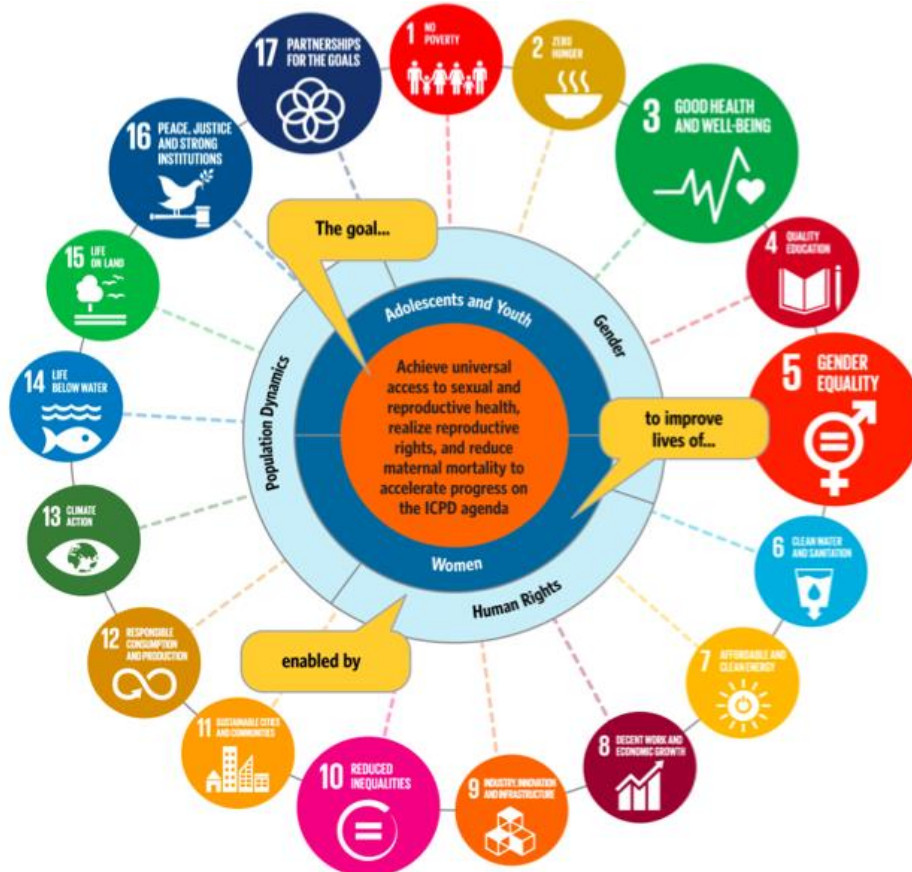 1 NO
POVERTY
2 ZERO
HUNGER
3 GOOD HEALTH
AND WELL-BEING
4 QUALITY
EDUCATION
5 GENDER
EQUALITY
6 CLEAN WATER
AND SANITATION
7 AFFORDABLE AND
CLEAN ENERGY
8 DECENT WORK AND
ECONOMIC GROWTH
9 INDUSTRY, INNOVATION
AND INFRASTRUCTURE
10 REDUCED
INEQUALITIES
11 SUSTAINABLE CITIES
AND COMMUNITIES
12 RESPONSIBLE
CONSUMPTION
AND PRODUCTION
13 CLIMATE
ACTION
14 LIFE
BELOW WATER
15 LIFE
ON LAND
16 PEACE, JUSTICE
AND STRONG
INSTITUTIONS
17 PARTNERSHIPS
FOR THE GOALS
The goal...
Adolescents and Youth
Gender
Population Dynamics
Achieve universal
access to sexual and
reproductive health,
realize reproductive
rights, and reduce
maternal mortality to
accelerate progress on
the ICPD agenda
to improve
lives of...
Women
Human Rights
enabled by